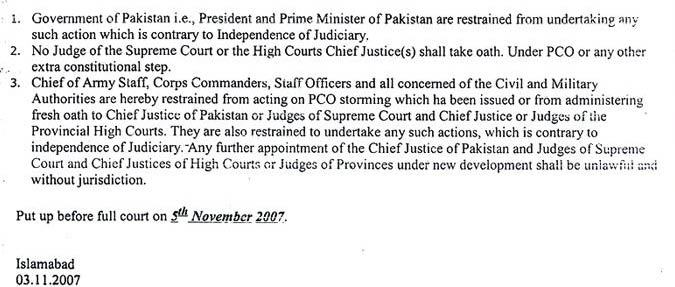 1. Government of Pakistan i.e., President and Prime Minister of Pakistan are restrained from undertaking any
such action which is contrary to Independence of Judiciary.
2. No Judge of the Supreme Court or the High Courts Chief Justice(s) shall take oath. Under PCO or any other
extra constitutional step.
3. Chief of Army Staff, Corps Commanders, Staff Officers and all concerned of the Civil and Military
Authorities are hereby restrained from acting on PCO storming which ha been issued or from administering
fresh oath to Chief Justice of Pakistan or Judges of Supreme Court and Chief Justice or Judges of the
Provincial High Courts. They are also restrained to undertake any such actions, which is contrary to
independence of Judiciary. Any further appointment of the Chief Justice of Pakistan and Judges of Supreme
Court and Chief Justices of High Courts or Judges of Provinces under new development shall be unlawful and
without jurisdiction.
Put up before full court on 5th November 2007.
Islamabad
03.11.2007